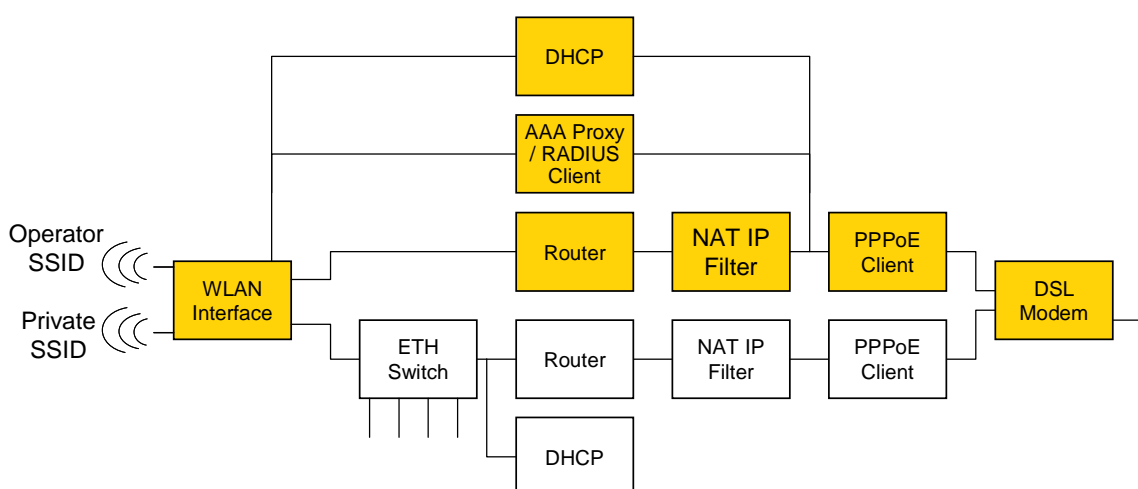 DHCP
AAA Proxy
/ RADIUS
Client
Operator
SSID
Router
NAT IP
Filter
PPPoE
Client
WLAN
Interface
DSL
Modem
Private
SSID
ETH
Switch
Router
NAT IP
Filter
PPPoE
Client
DHCP